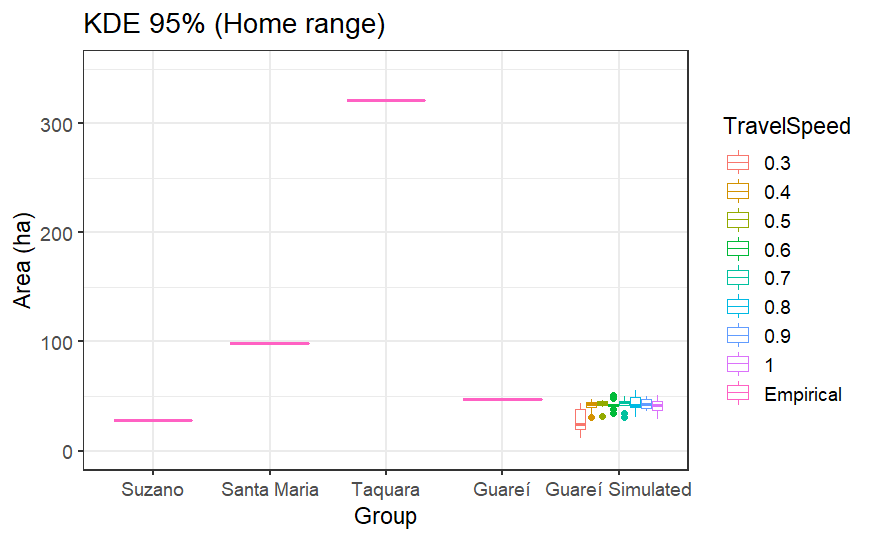 KDE 95% (Home range)
Area (ha)
300
200
100
0
Suzano
Santa Maria
Taquara
Guareí
Guareí Simulated
Group
TravelSpeed
0.3
0.4
0.5
0.6
0.7
0.8
0.9
1
Empirical